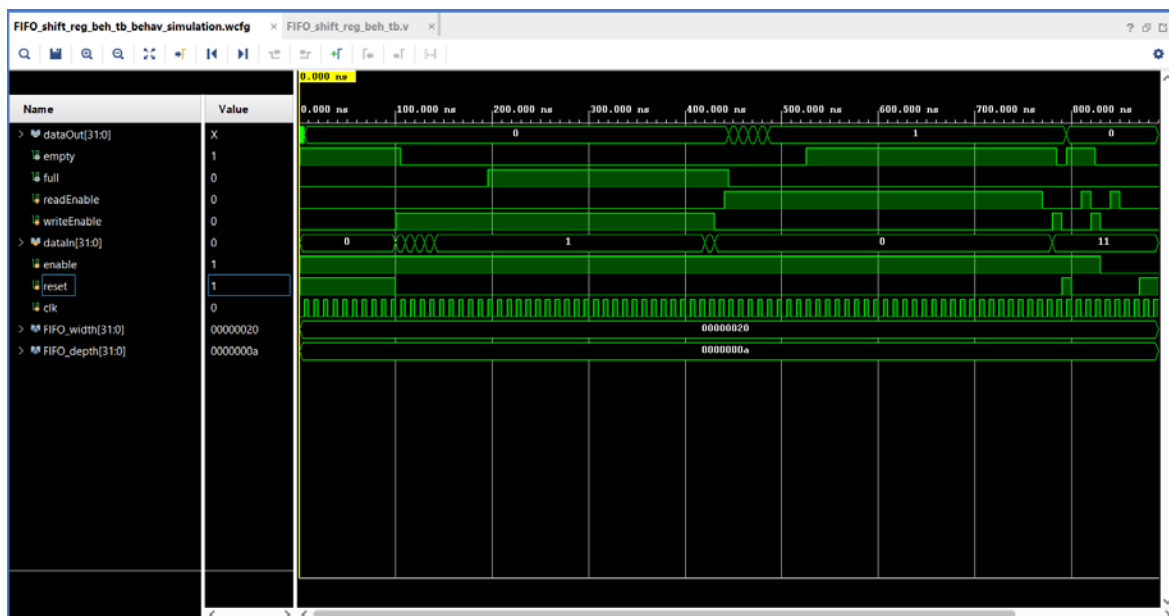 FIFO_shift_reg_beh_tb_behav_simulation.wcfg × FIFO_shift_reg_beh_tb.v ×
?
0.000 ns
Name Value 0.000 ns 100.000 ns 200.000 ns 300.000 ns 400.000 ns 500.000 ns 600.000 ns 700.000 ns 800.000 ns
dataOut[31:0] X 0 1 0
empty 1
full 0
readEnable 0
writeEnable 0
dataIn[31:0] 0 0 1 0 11
enable 1
reset 1
clk 0
FIFO_width[31:0] 00000020 00000020
FIFO_depth[31:0] 0000000a 0000000a